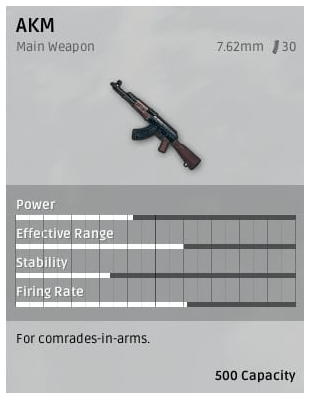 AKM
Main Weapon 7.62mm 30
Power
Effective Range
Stability
Firing Rate
For comrades-in-arms.
500 Capacity